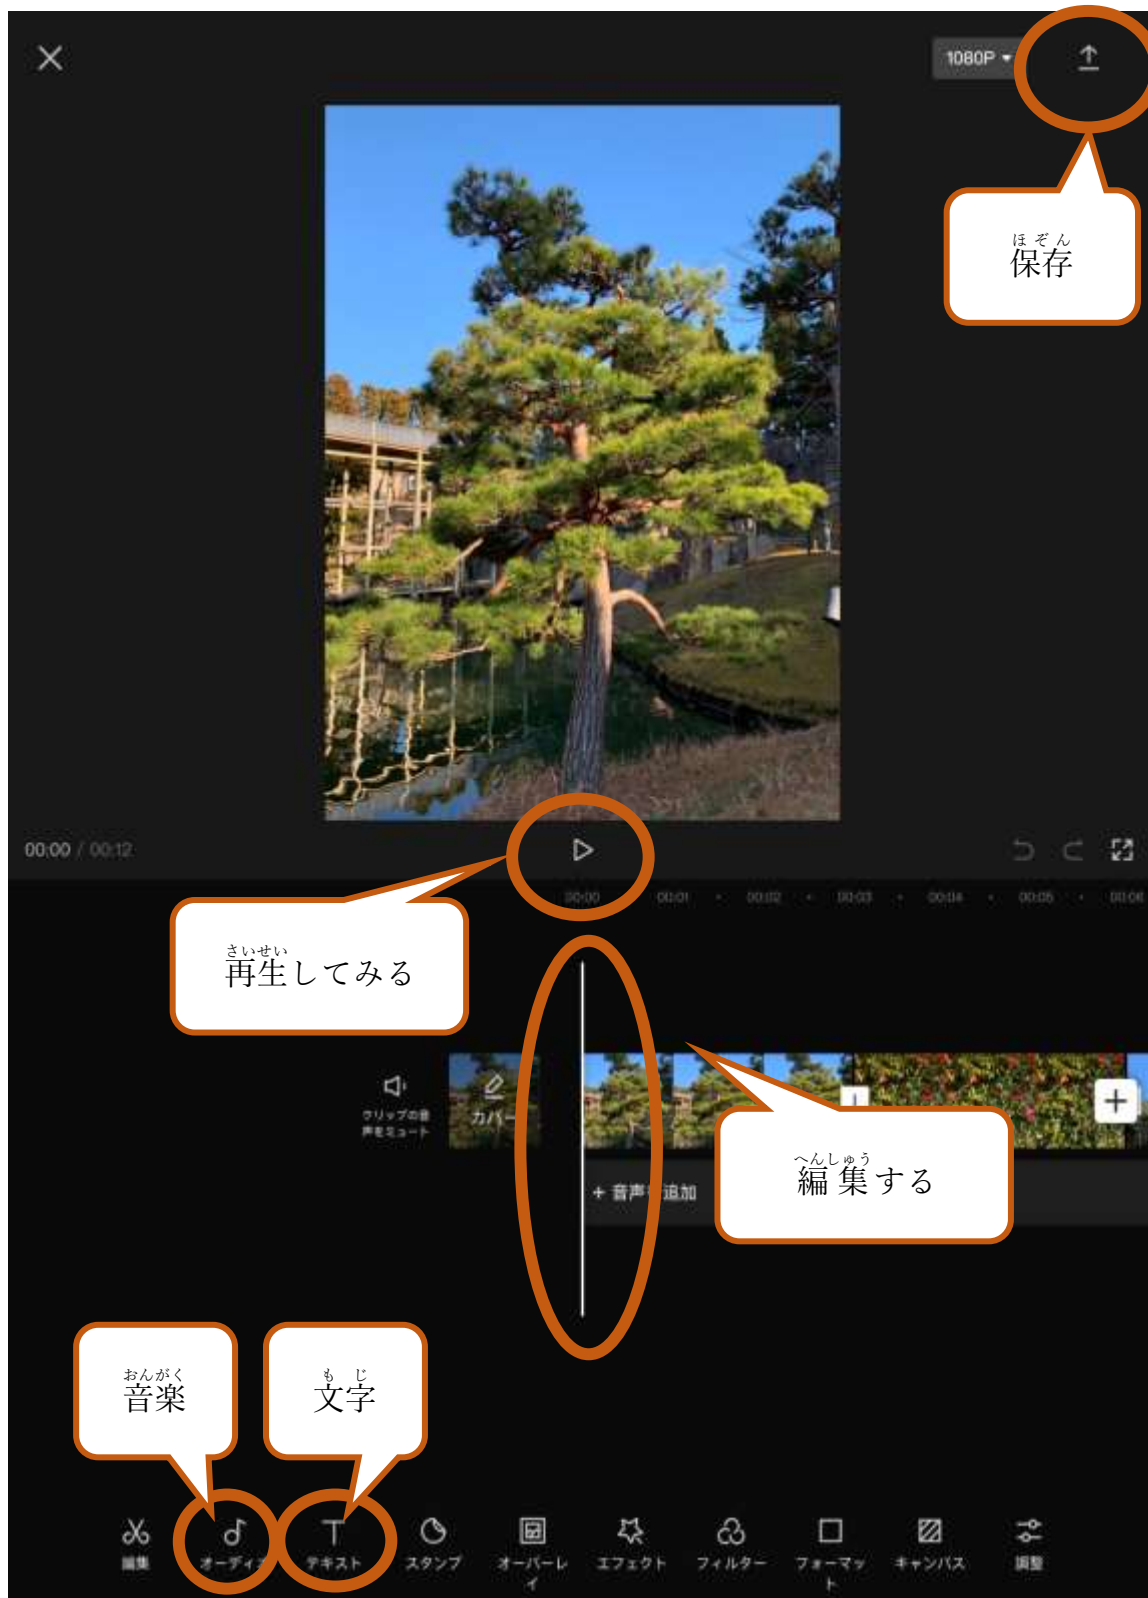 1080P
ほぞん
保存
00:00 / 00:12
00:00 00:01 00:02 00:03 00:04 00:05 00:06
さいせい
再生してみる
クリップの音
声をミュート
カバー
へんしゅう
編集する
+ 音声を追加
おんがく
音楽
もじ
文字
編集
オーディオ
テキスト
スタンプ
オーバーレ
イ
エフェクト
フィルター
フォーマッ
ト
キャンバス
調整